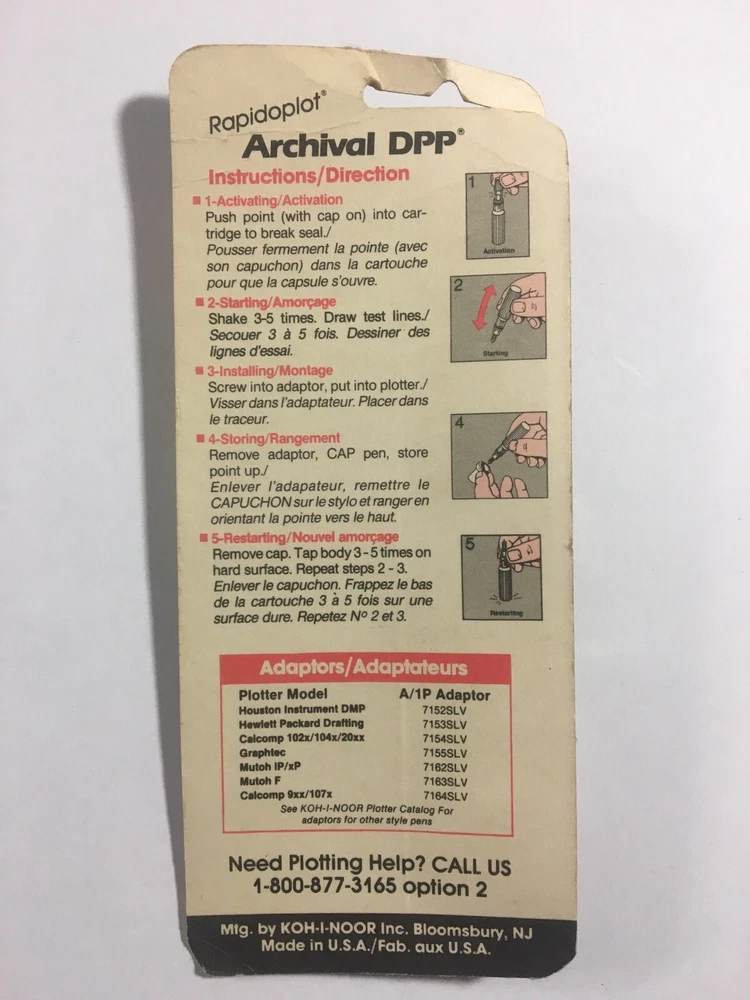 Rapidoplot®
Archival DPP®
Instructions/Direction
1-Activating/Activation
Push point (with cap on) into car-
tridge to break seal./
Pousser fermement la pointe (avec
son capuchon) dans la cartouche
pour que la capsule s'ouvre.
1
Activation
2-Starting/Amorçage
Shake 3-5 times. Draw test lines./
Secouer 3 à 5 fois. Dessiner des
lignes d'essai.
2
Starting
3-Installing/Montage
Screw into adaptor, put into plotter./
Visser dans l'adaptateur. Placer dans
le traceur.
4-Storing/Rangement
Remove adaptor, CAP pen, store
point up./
Enlever l'adapateur, remettre le
CAPUCHON sur le stylo et ranger en
orientant la pointe vers le haut.
4
5-Restarting/Nouvel amorçage
Remove cap. Tap body 3-5 times on
hard surface. Repeat steps 2 - 3.
Enlever le capuchon. Frappez le bas
de la cartouche 3 à 5 fois sur une
surface dure. Repetez Nº 2 et 3.
5
Restarting
Adaptors/Adaptateurs
Plotter Model A/1P Adaptor
Houston Instrument DMP 7152SLV
Hewlett Packard Drafting 7153SLV
Calcomp 102x/104x/20xx 7154SLV
Graphtec 7155SLV
Mutoh iP/xP 7162SLV
Mutoh F 7163SLV
Calcomp 9xx/107x 7164SLV
See KOH-I-NOOR Plotter Catalog For
adaptors for other style pens
Need Plotting Help? CALL US
1-800-877-3165 option 2
Mfg. by KOH-I-NOOR Inc. Bloomsbury, NJ
Made in U.S.A./Fab. aux U.S.A.